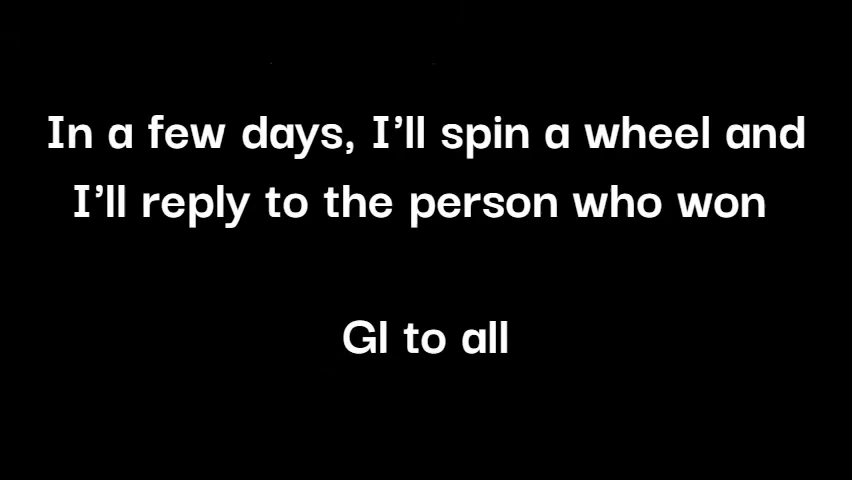 In a few days, I’ll spin a wheel and
I’ll reply to the person who won
Gl to all